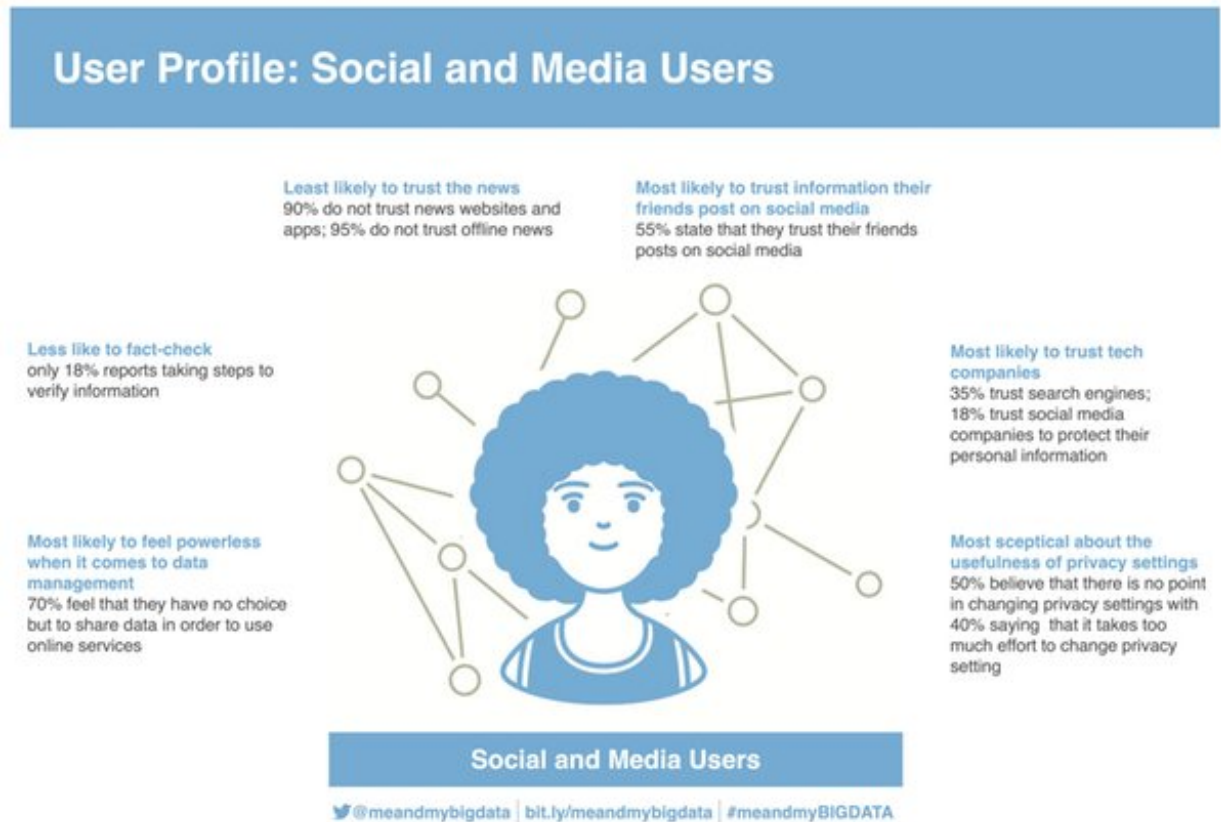 User Profile: Social and Media Users
Least likely to trust the news
90% do not trust news websites and
apps; 95% do not trust offline news
Most likely to trust information their
friends post on social media
55% state that they trust their friends
posts on social media
Less like to fact-check
only 18% reports taking steps to
verify information
Most likely to trust tech
companies
35% trust search engines;
18% trust social media
companies to protect their
personal information
Most likely to feel powerless
when it comes to data
management
70% feel that they have no choice
but to share data in order to use
online services
Most sceptical about the
usefulness of privacy settings
50% believe that there is no point
in changing privacy settings with
40% saying that it takes too
much effort to change privacy
setting
Social and Media Users
@meandmybigdata | bit.ly/meandmybigdata | #meandmyBIGDATA